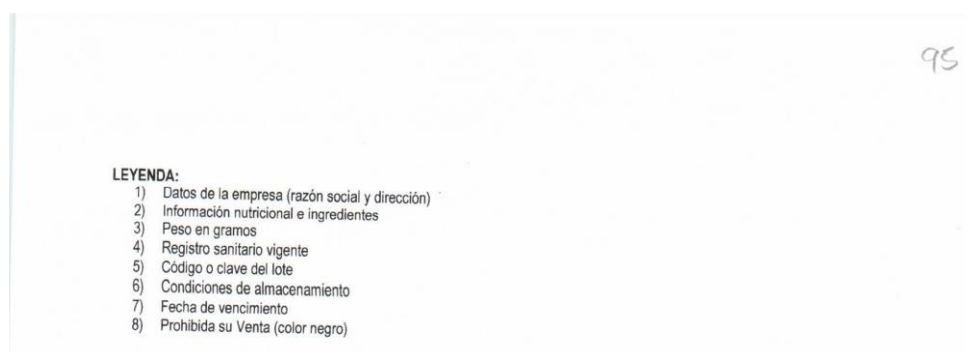 95
LEYENDA:
1) Datos de la empresa (razón social y dirección)
2) Información nutricional e ingredientes
3) Peso en gramos
4) Registro sanitario vigente
5) Código o clave del lote
6) Condiciones de almacenamiento
7) Fecha de vencimiento
8) Prohibida su Venta (color negro)